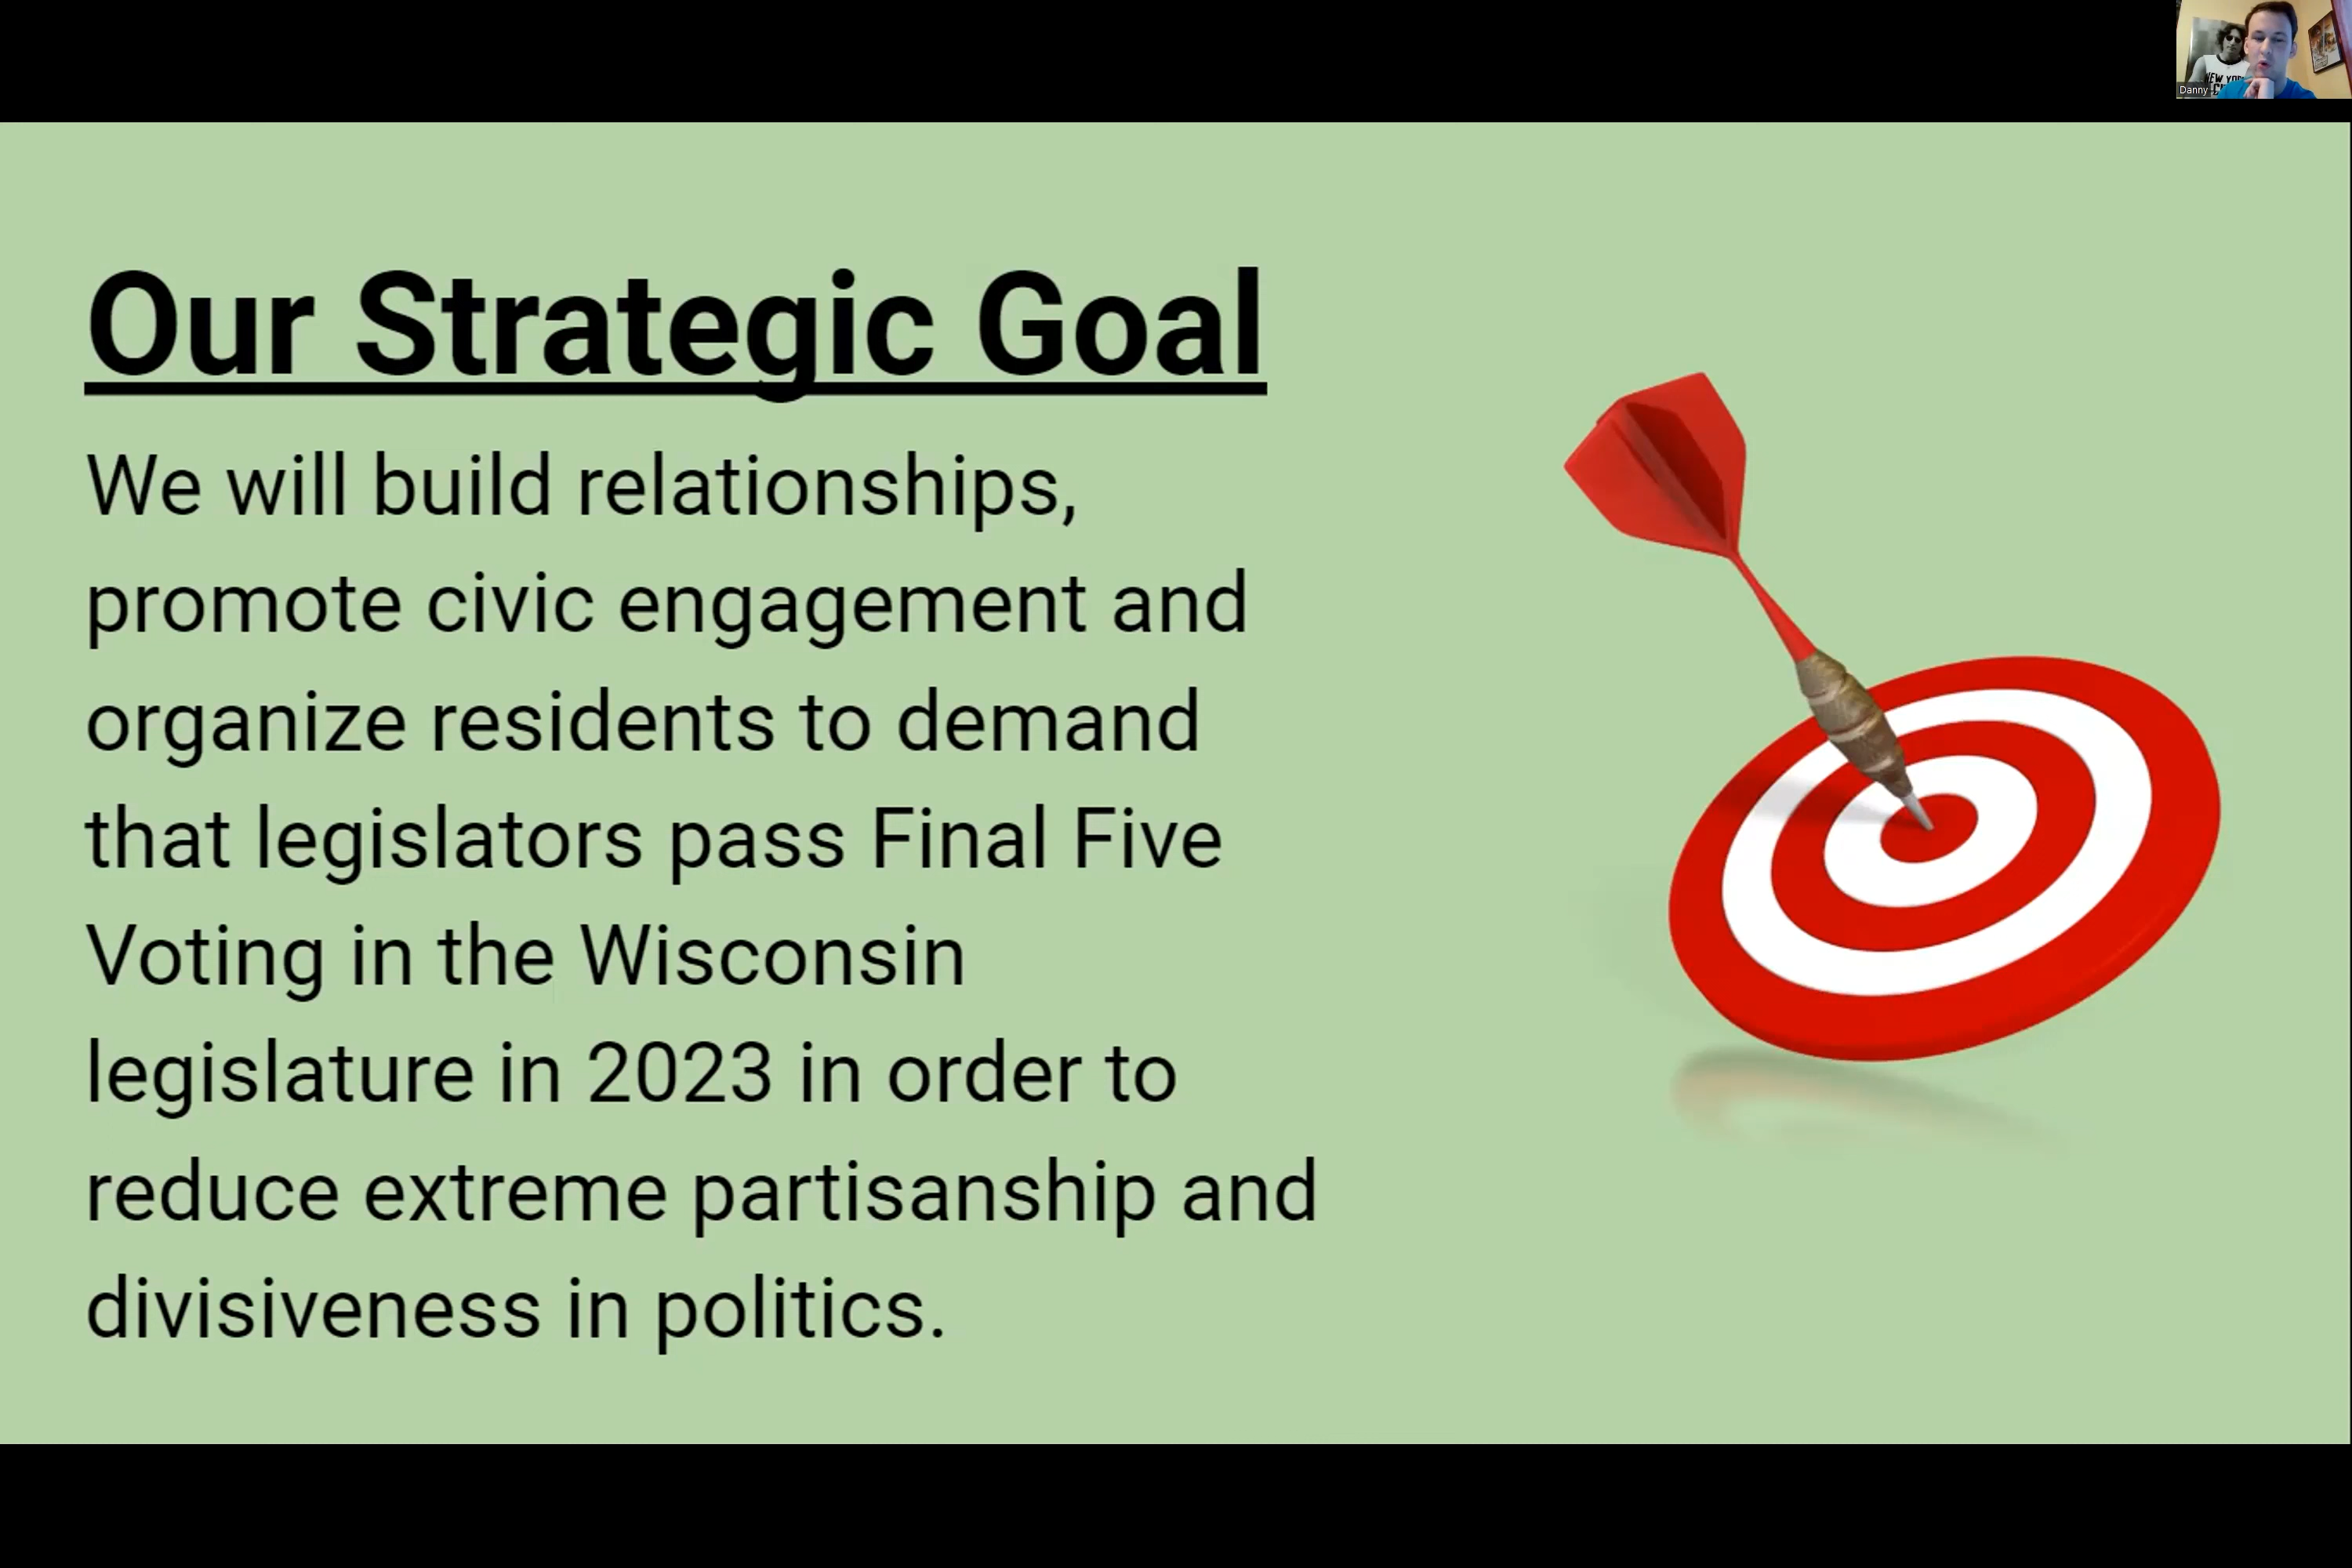 Danny
NEW YORK
Our Strategic Goal
We will build relationships,
promote civic engagement and
organize residents to demand
that legislators pass Final Five
Voting in the Wisconsin
legislature in 2023 in order to
reduce extreme partisanship and
divisiveness in politics.